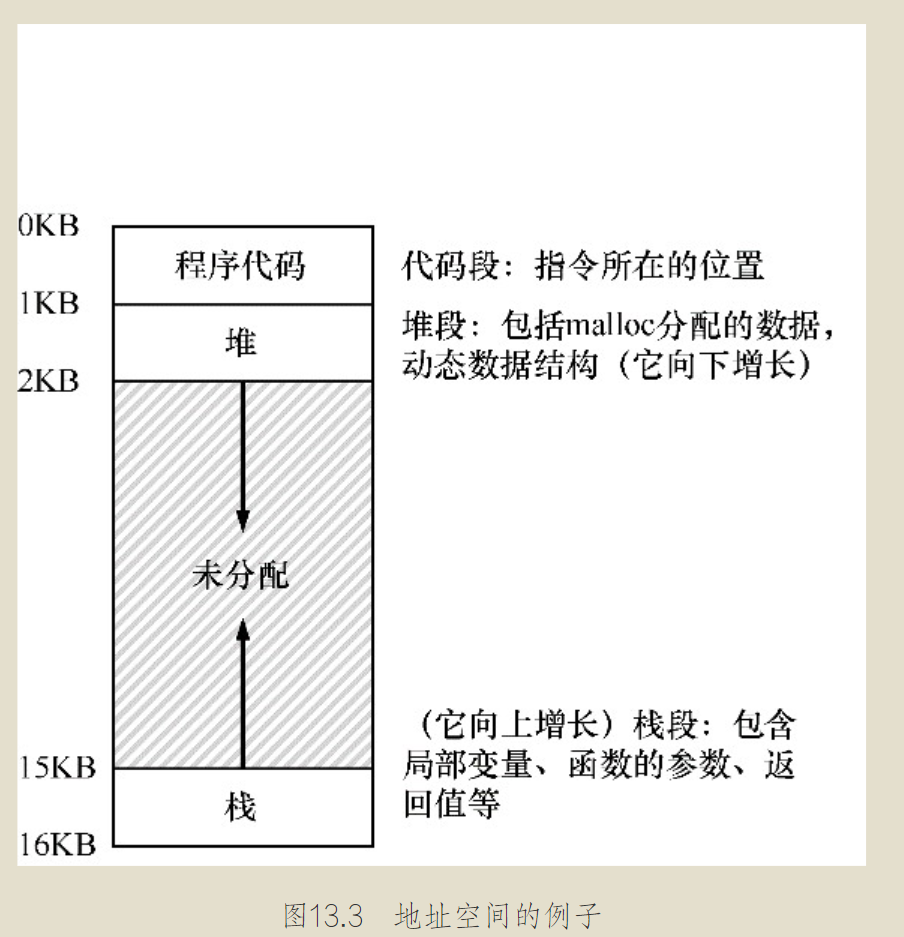 0KB
程序代码
代码段：指令所在的位置
1KB
堆
堆段：包括malloc分配的数据，
动态数据结构（它向下增长）
2KB
未分配
（它向上增长）栈段：包含
局部变量、函数的参数、返
回值等
15KB
栈
16KB
图13.3 地址空间的例子